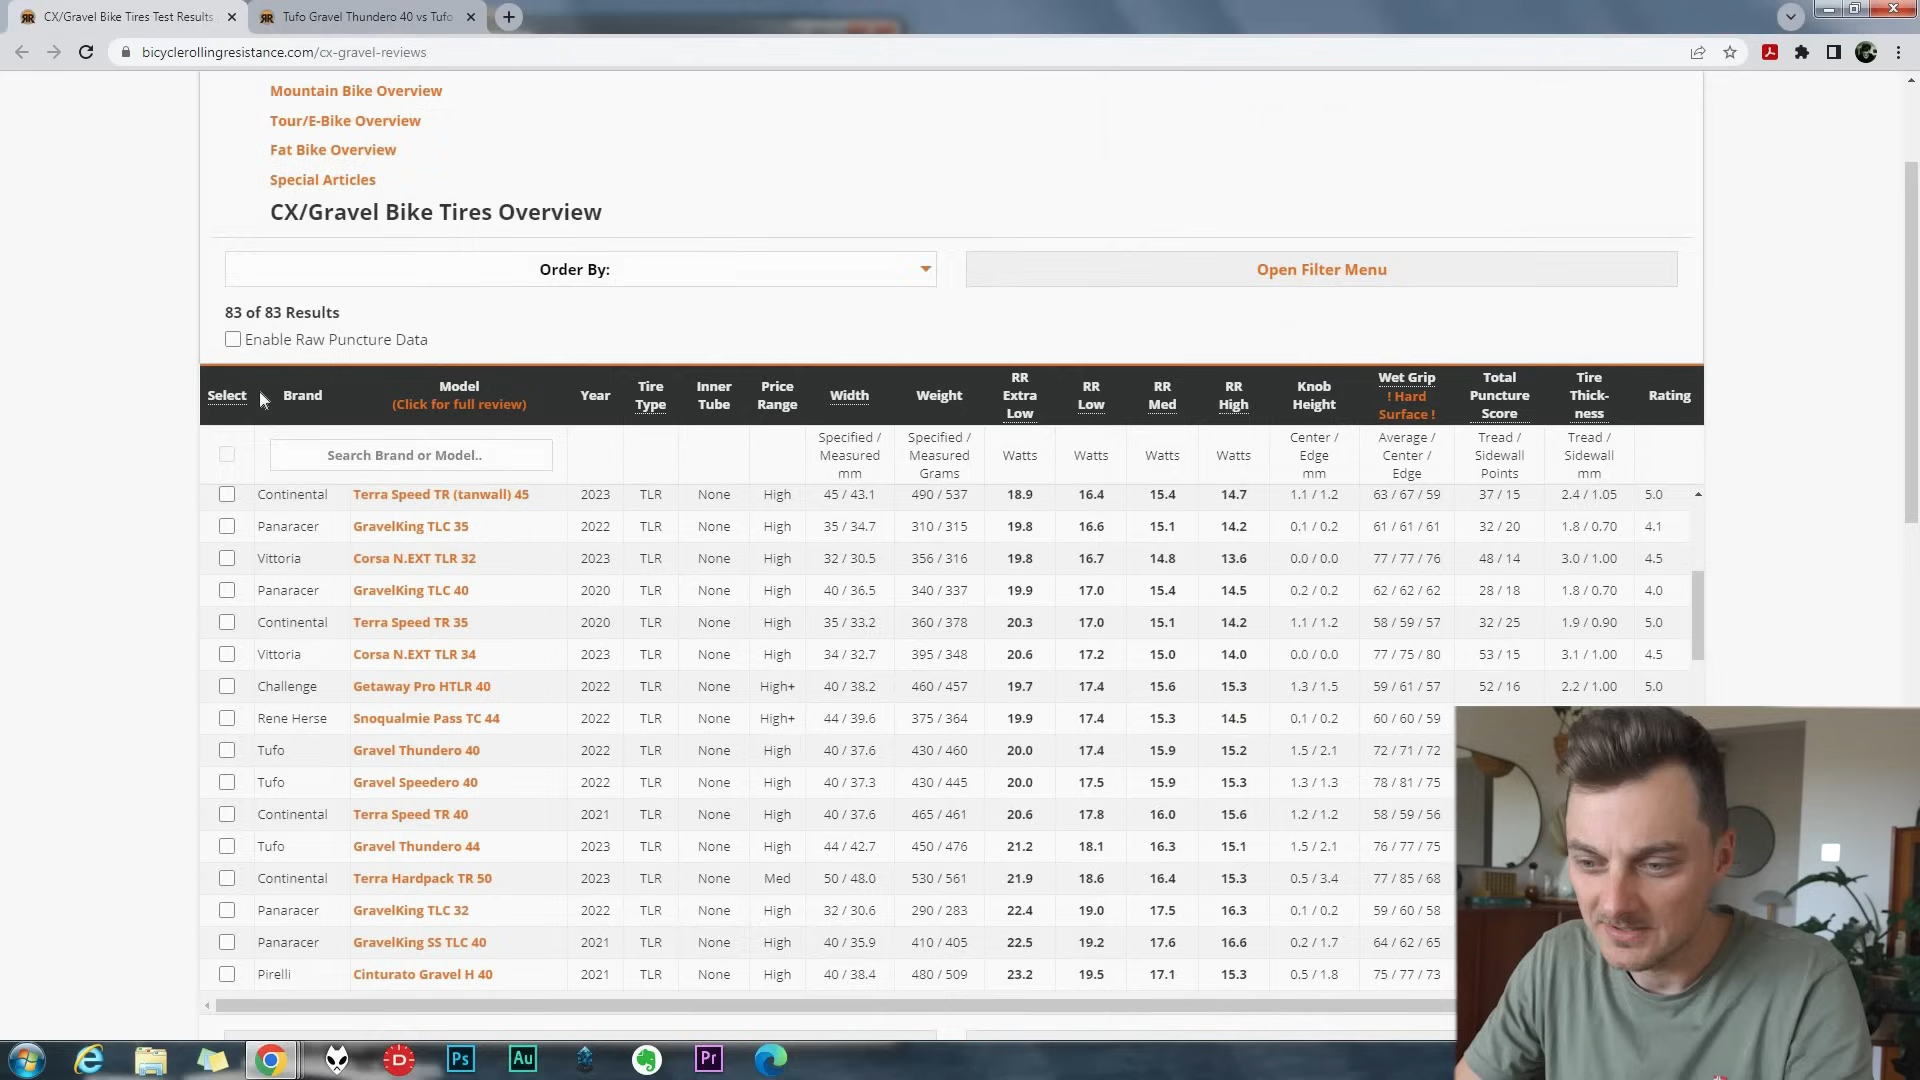 CX/Gravel Bike Tires Test Results
Tufo Gravel Thundero 40 vs Tufo
bicyclerollingresistance.com/cx-gravel-reviews
Mountain Bike Overview
Tour/E-Bike Overview
Fat Bike Overview
Special Articles
CX/Gravel Bike Tires Overview
Order By:
Open Filter Menu
83 of 83 Results
Enable Raw Puncture Data
Select Brand Model (Click for full review) Year Tire Type Inner Tube Price Range Width Weight RR Extra Low RR Low RR Med RR High Knob Height Wet Grip ! Hard Surface ! Total Puncture Score Tire Thick-ness Rating
Search Brand or Model.. Specified / Measured mm Specified / Measured Grams Watts Watts Watts Watts Center / Edge mm Average / Center / Edge Tread / Sidewall Points Tread / Sidewall mm
Continental Terra Speed TR (tanwall) 45 2023 TLR None High 45 / 43.1 490 / 537 18.9 16.4 15.4 14.7 1.1 / 1.2 63 / 67 / 59 37 / 15 2.4 / 1.05 5.0
Panaracer GravelKing TLC 35 2022 TLR None High 35 / 34.7 310 / 315 19.8 16.6 15.1 14.2 0.1 / 0.2 61 / 61 / 61 32 / 20 1.8 / 0.70 4.1
Vittoria Corsa N.EXT TLR 32 2023 TLR None High 32 / 30.5 356 / 316 19.8 16.7 14.8 13.6 0.0 / 0.0 77 / 77 / 76 48 / 14 3.0 / 1.00 4.5
Panaracer GravelKing TLC 40 2020 TLR None High 40 / 36.5 340 / 337 19.9 17.0 15.4 14.5 0.2 / 0.2 62 / 62 / 62 28 / 18 1.8 / 0.70 4.0
Continental Terra Speed TR 35 2020 TLR None High 35 / 33.2 360 / 378 20.3 17.0 15.1 14.2 1.1 / 1.2 58 / 59 / 57 32 / 25 1.9 / 0.90 5.0
Vittoria Corsa N.EXT TLR 34 2023 TLR None High 34 / 32.7 395 / 348 20.6 17.2 15.0 14.0 0.0 / 0.0 77 / 75 / 80 53 / 15 3.1 / 1.00 4.5
Challenge Getaway Pro HTLR 40 2022 TLR None High+ 40 / 38.2 460 / 457 19.7 17.4 15.6 15.3 1.3 / 1.5 59 / 61 / 57 52 / 16 2.2 / 1.00 5.0
Rene Herse Snoqualmie Pass TC 44 2022 TLR None High+ 44 / 39.6 375 / 364 19.9 17.4 15.3 14.5 0.1 / 0.2 60 / 60 / 59
Tufo Gravel Thundero 40 2022 TLR None High 40 / 37.6 430 / 460 20.0 17.4 15.9 15.2 1.5 / 2.1 72 / 71 / 72
Tufo Gravel Speedero 40 2022 TLR None High 40 / 37.3 430 / 445 20.0 17.5 15.9 15.3 1.3 / 1.3 78 / 81 / 75
Continental Terra Speed TR 40 2021 TLR None High 40 / 37.6 465 / 461 20.6 17.8 16.0 15.6 1.2 / 1.2 58 / 59 / 56
Tufo Gravel Thundero 44 2023 TLR None High 44 / 42.7 450 / 476 21.2 18.1 16.3 15.1 1.5 / 2.1 76 / 77 / 75
Continental Terra Hardpack TR 50 2023 TLR None Med 50 / 48.0 530 / 561 21.9 18.6 16.4 15.3 0.5 / 3.4 77 / 85 / 68
Panaracer GravelKing TLC 32 2022 TLR None High 32 / 30.6 290 / 283 22.4 19.0 17.5 16.3 0.1 / 0.2 59 / 60 / 58
Panaracer GravelKing SS TLC 40 2021 TLR None High 40 / 35.9 410 / 405 22.5 19.2 17.6 16.6 0.2 / 1.7 64 / 62 / 65
Pirelli Cinturato Gravel H 40 2021 TLR None High 40 / 38.4 480 / 509 23.2 19.5 17.1 15.3 0.5 / 1.8 75 / 77 / 73
D Ps Au Pr